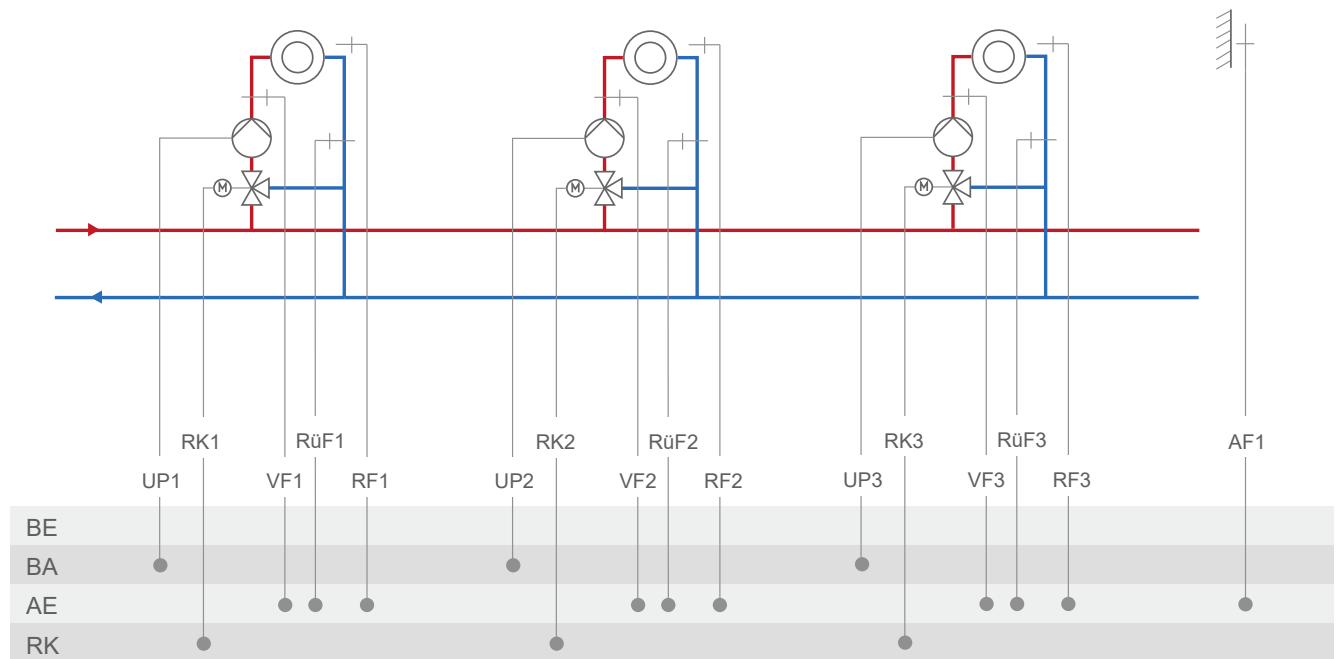 M M M
RK1 RüF1 RK2 RüF2 RK3 RüF3 AF1
UP1 VF1 RF1 UP2 VF2 RF2 UP3 VF3 RF3
BE
BA
AE
RK